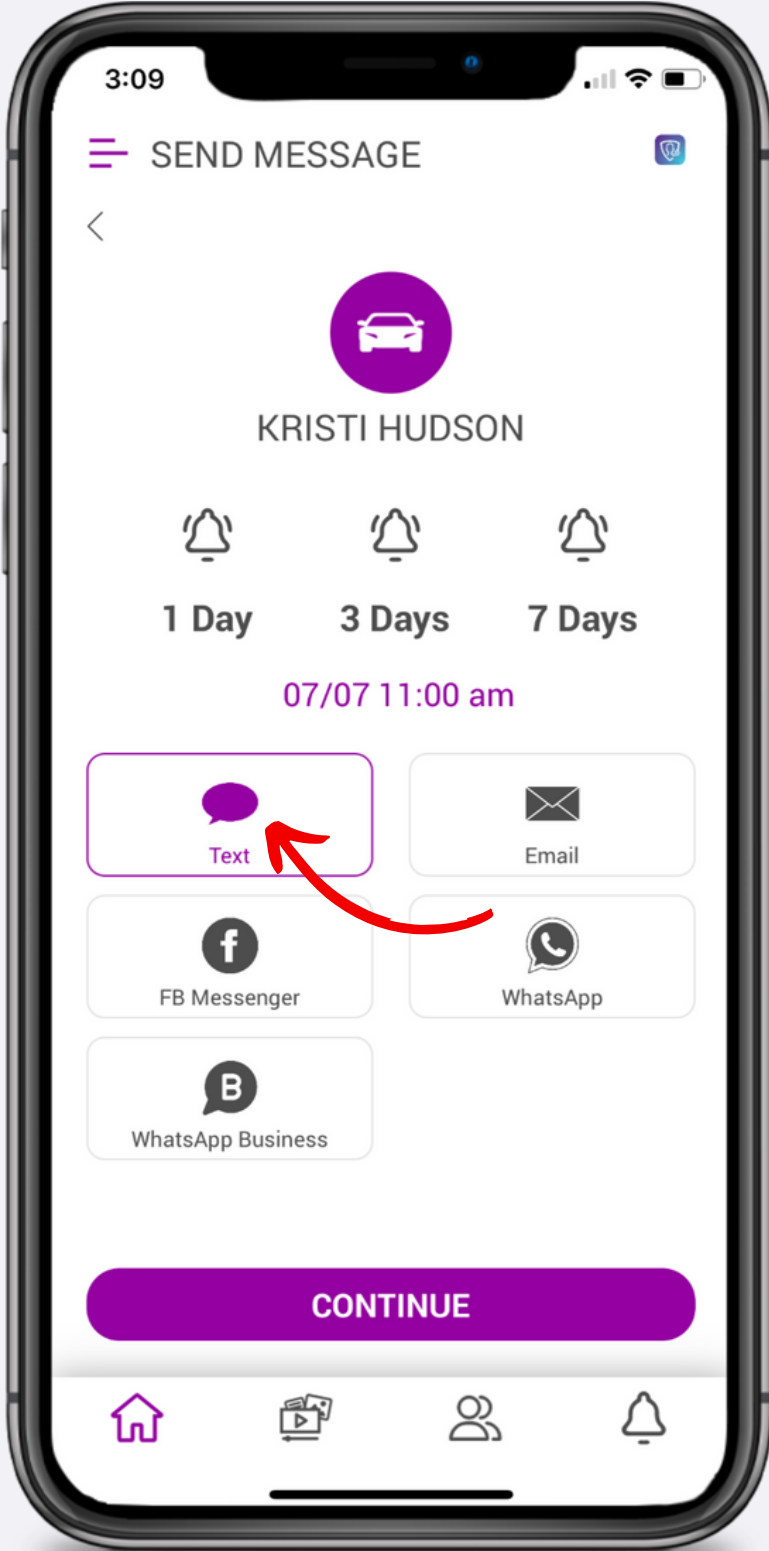 3:09
SEND MESSAGE
KRISTI HUDSON
1 Day 3 Days 7 Days
07/07 11:00 am
Text Email
FB Messenger WhatsApp
WhatsApp Business
CONTINUE